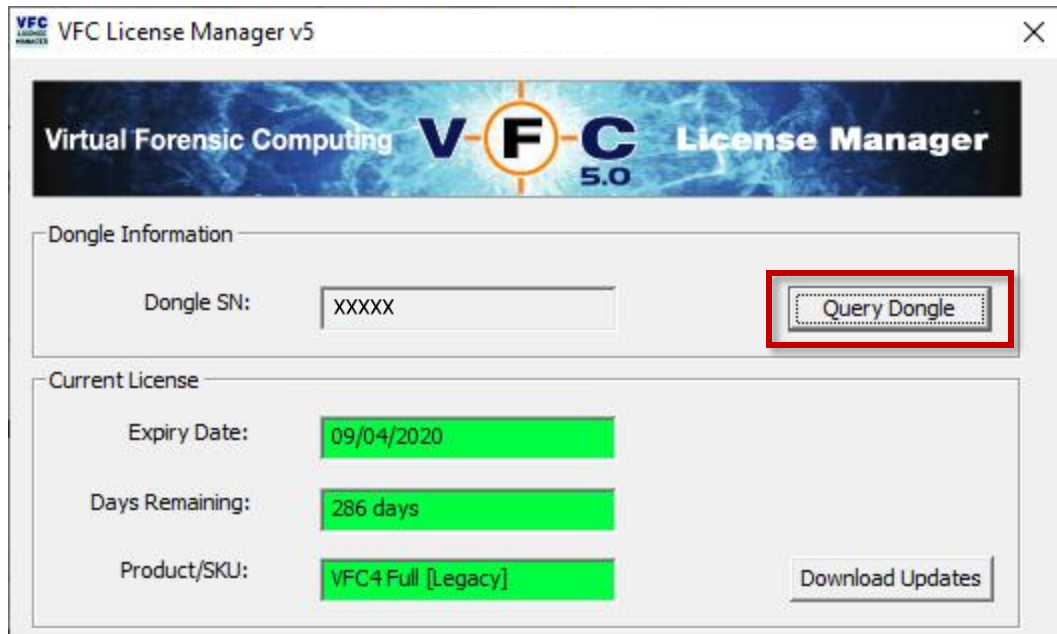 VFC
LICENSE
MANAGER
VFC License Manager v5
Virtual Forensic Computing V-F-C License Manager
5.0
Dongle Information
Dongle SN: XXXXX Query Dongle
Current License
Expiry Date: 09/04/2020
Days Remaining: 286 days
Product/SKU: VFC4 Full [Legacy] Download Updates